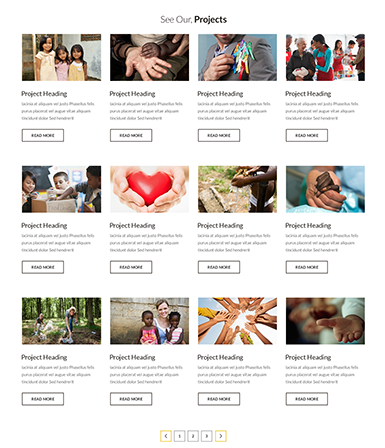 See Our, Projects
Project Heading
Project Heading
Project Heading
Project Heading
lacinia at aliquam est justo Phasellus felis
purus placerat vel augue vitae aliquam
tincidunt dolor Sed hendrerit
lacinia at aliquam est justo Phasellus felis
purus placerat vel augue vitae aliquam
tincidunt dolor Sed hendrerit
lacinia at aliquam est justo Phasellus felis
purus placerat vel augue vitae aliquam
tincidunt dolor Sed hendrerit
lacinia at aliquam est justo Phasellus felis
purus placerat vel augue vitae aliquam
tincidunt dolor Sed hendrerit
READ MORE
READ MORE
READ MORE
READ MORE
Project Heading
Project Heading
Project Heading
Project Heading
lacinia at aliquam est justo Phasellus felis
purus placerat vel augue vitae aliquam
tincidunt dolor Sed hendrerit
lacinia at aliquam est justo Phasellus felis
purus placerat vel augue vitae aliquam
tincidunt dolor Sed hendrerit
lacinia at aliquam est justo Phasellus felis
purus placerat vel augue vitae aliquam
tincidunt dolor Sed hendrerit
lacinia at aliquam est justo Phasellus felis
purus placerat vel augue vitae aliquam
tincidunt dolor Sed hendrerit
READ MORE
READ MORE
READ MORE
READ MORE
Project Heading
Project Heading
Project Heading
Project Heading
lacinia at aliquam est justo Phasellus felis
purus placerat vel augue vitae aliquam
tincidunt dolor Sed hendrerit
lacinia at aliquam est justo Phasellus felis
purus placerat vel augue vitae aliquam
tincidunt dolor Sed hendrerit
lacinia at aliquam est justo Phasellus felis
purus placerat vel augue vitae aliquam
tincidunt dolor Sed hendrerit
lacinia at aliquam est justo Phasellus felis
purus placerat vel augue vitae aliquam
tincidunt dolor Sed hendrerit
READ MORE
READ MORE
READ MORE
READ MORE
< 1 2 3 >